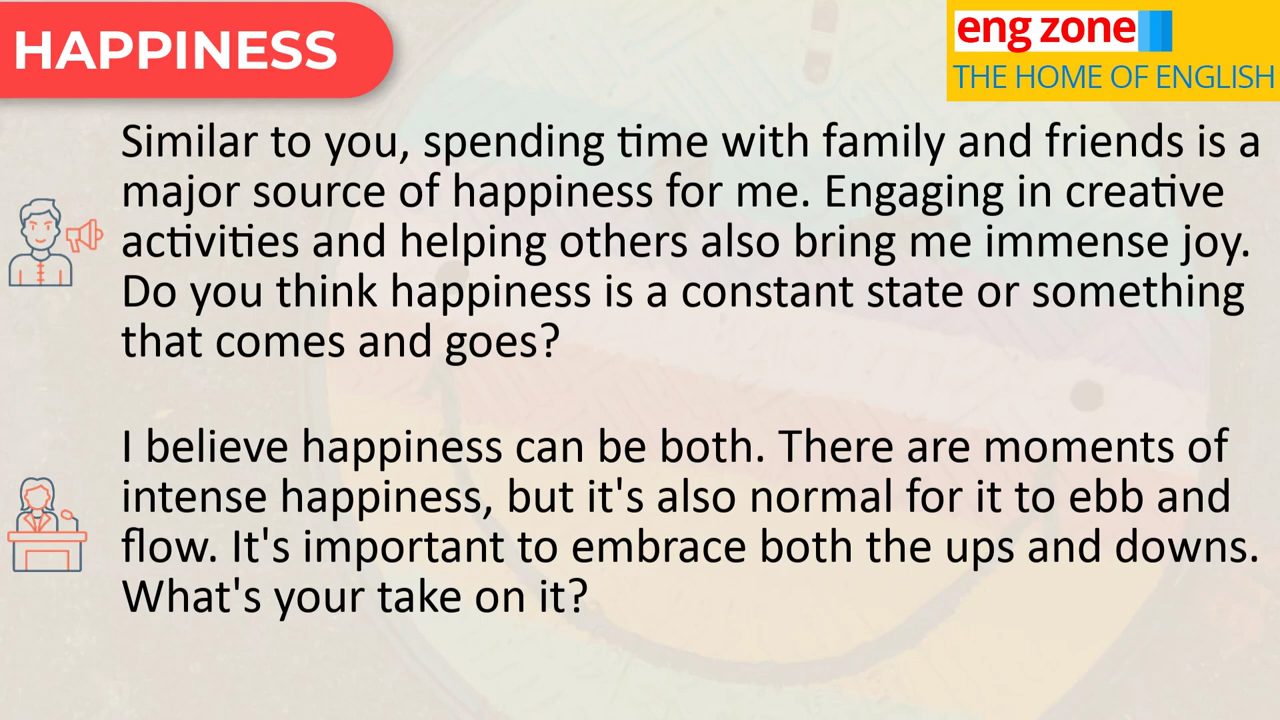 HAPPINESS
eng zone
THE HOME OF ENGLISH
Similar to you, spending time with family and friends is a
major source of happiness for me. Engaging in creative
activities and helping others also bring me immense joy.
Do you think happiness is a constant state or something
that comes and goes?
I believe happiness can be both. There are moments of
intense happiness, but it's also normal for it to ebb and
flow. It's important to embrace both the ups and downs.
What's your take on it?